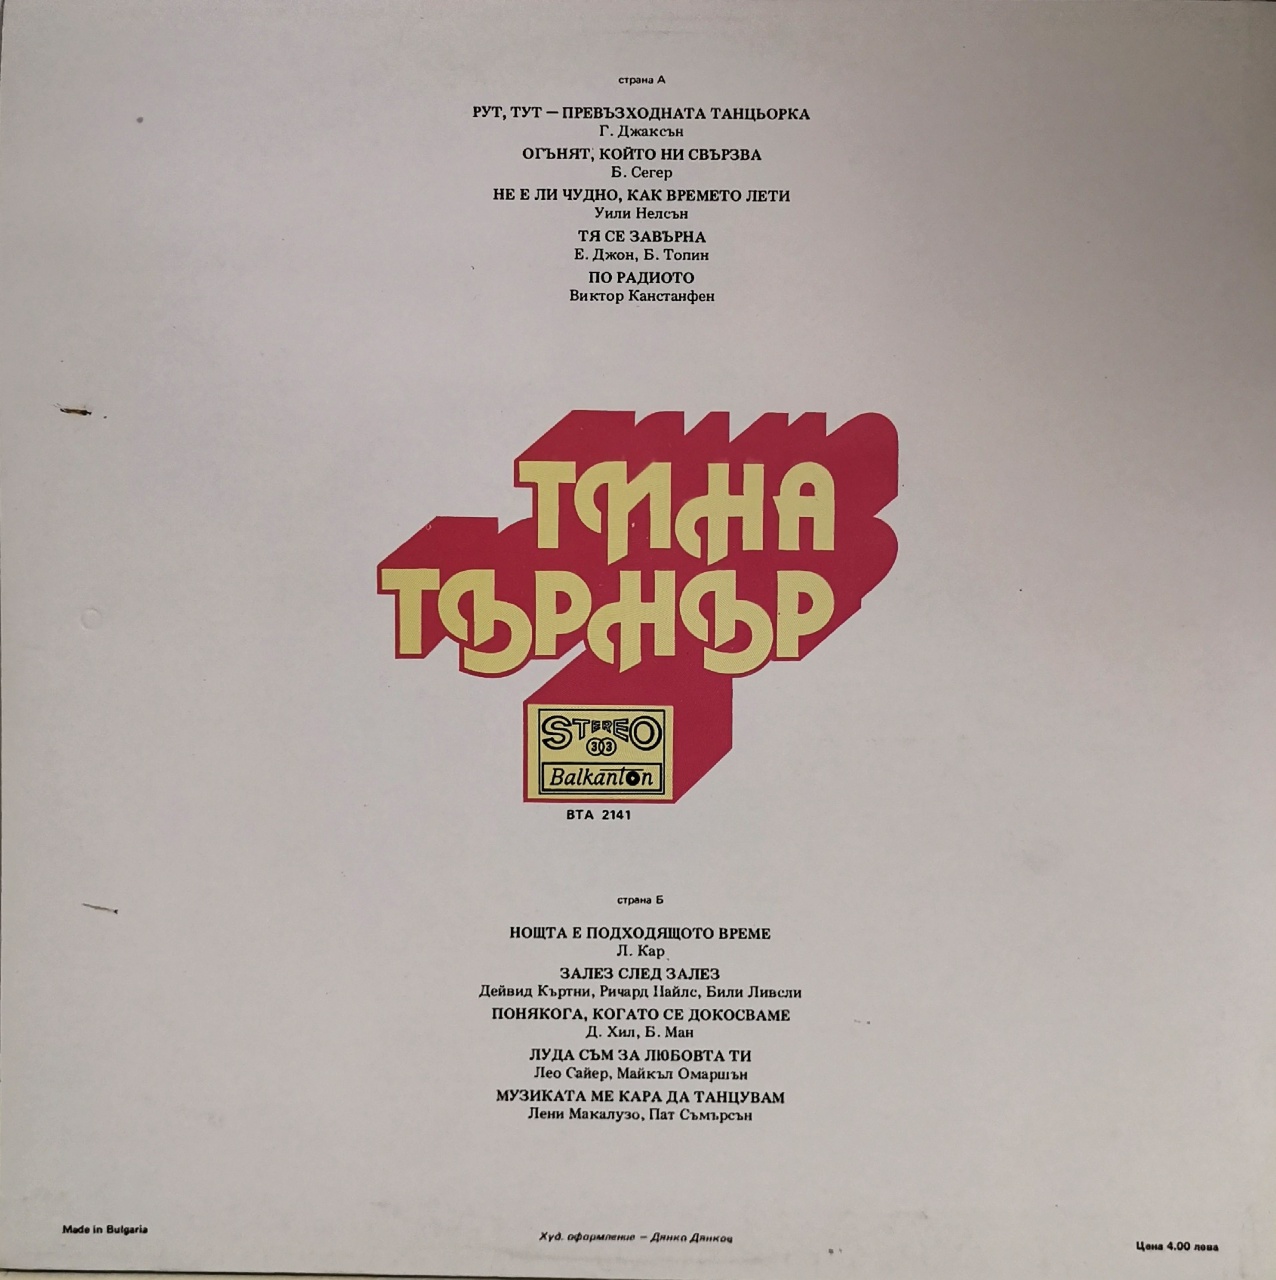 страна А
РУТ, ТУТ — ПРЕВЪЗХОДНАТА ТАНЦЬОРКА
Г. Джаксън
ОГЪНЯТ, КОЙТО НИ СВЪРЗВА
Б. Сегер
НЕ Е ЛИ ЧУДНО, КАК ВРЕМЕТО ЛЕТИ
Уили Нелсън
ТЯ СЕ ЗАВЪРНА
Е. Джон, Б. Топин
ПО РАДИОТО
Виктор Канстанфен
ТИНА
ТЪРНЪР
STEREO
33
Balkanton
ВТА 2141
страна Б
НОЩТА Е ПОДХОДЯЩОТО ВРЕМЕ
Л. Кар
ЗАЛЕЗ СЛЕД ЗАЛЕЗ
Дейвид Къртни, Ричард Найлс, Били Ливсли
ПОНЯКОГА, КОГАТО СЕ ДОКОСВАМЕ
Д. Хил, Б. Ман
ЛУДА СЪМ ЗА ЛЮБОВТА ТИ
Лео Сайер, Майкъл Омаршън
МУЗИКАТА МЕ КАРА ДА ТАНЦУВАМ
Лени Макалузо, Пат Съмърсън
Made in Bulgaria
Худ. оформление — Дянко Дянков
Цена 4.00 лева